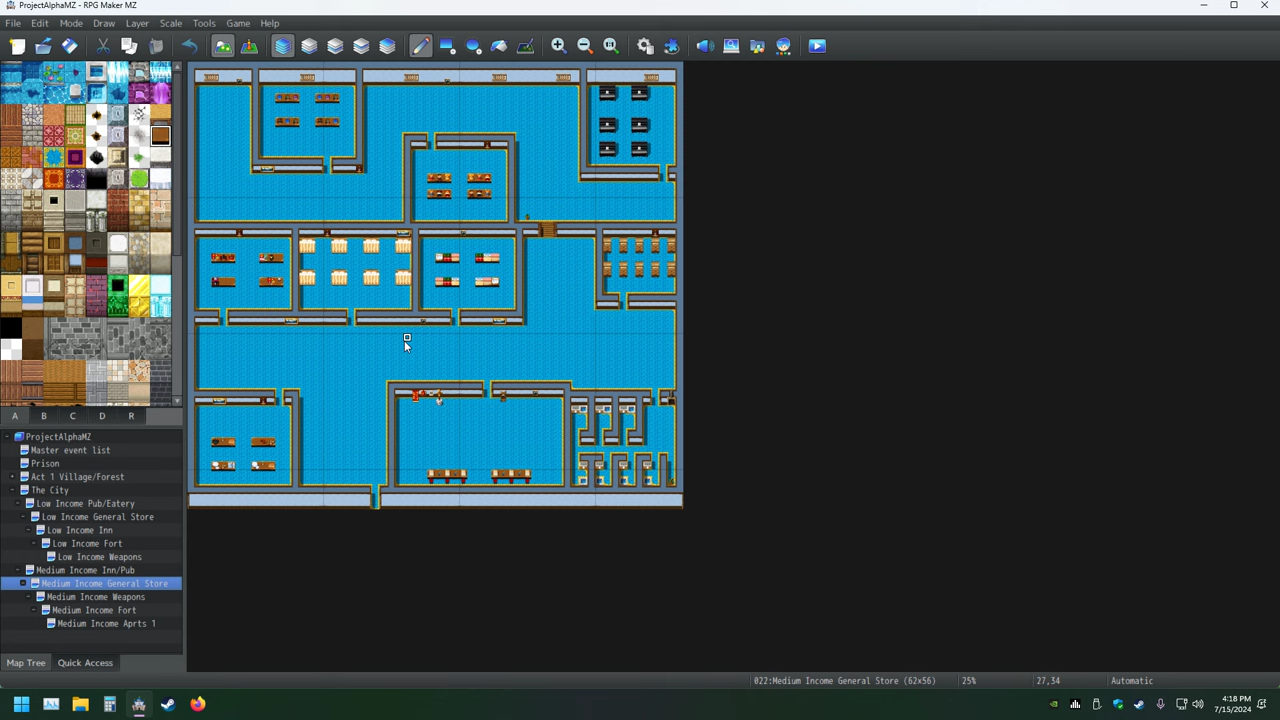 ProjectAlphaMZ - RPG Maker MZ
File Edit Mode Draw Layer Scale Tools Game Help
A B C D R
ProjectAlphaMZ
Master event list
Prison
Act 1 Village/Forest
The City
Low Income Pub/Eatery
Low Income General Store
Low Income Inn
Low Income Fort
Low Income Weapons
Medium Income Inn/Pub
Medium Income General Store
Medium Income Weapons
Medium Income Fort
Medium Income Aprts 1
Map Tree Quick Access
022:Medium Income General Store (62×56) 25% 27,34 Automatic
4:18 PM
7/15/2024